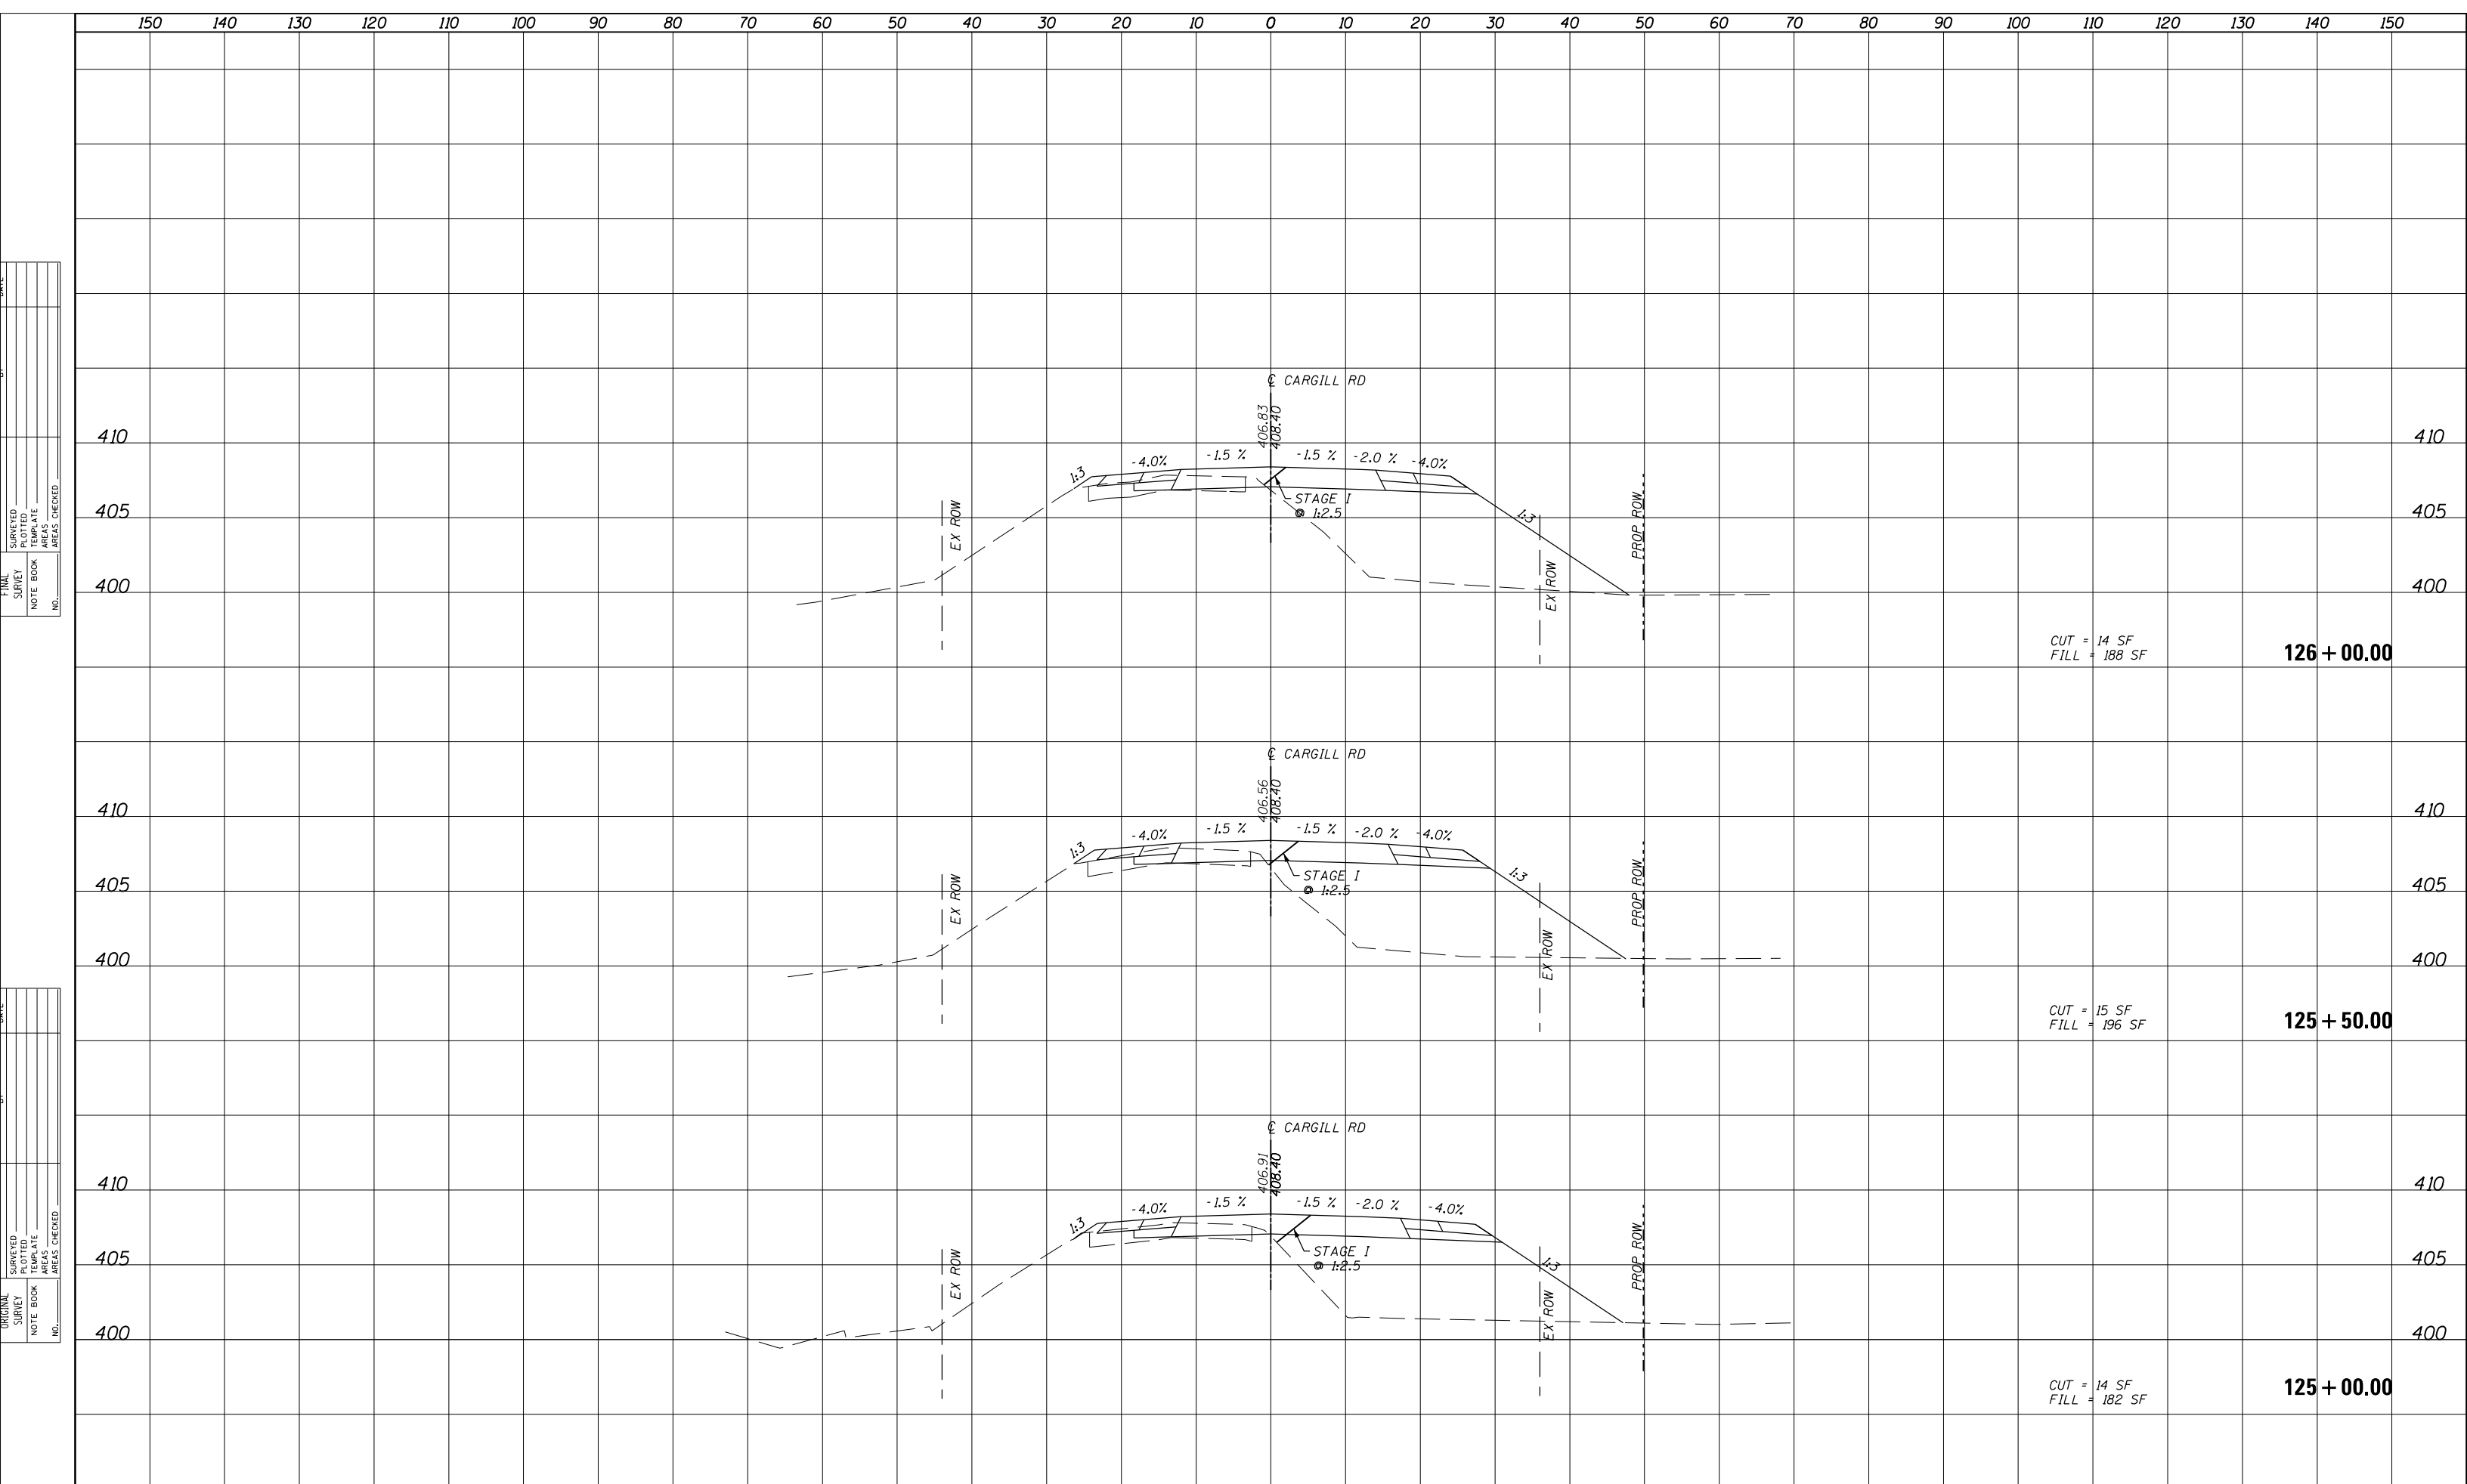 150 140 130 120 110 100 90 80 70 60 50 40 30 20 10 0 10 20 30 40 50 60 70 80 90 100 110 120 130 140 150
℄ CARGILL RD
406.83
408.40
410 410
1:3 -4.0% -1.5 % -1.5 % -2.0 % -4.0%
STAGE I
@ 1:2.5
1:3
405 405
EX ROW
EX ROW
PROP ROW
400 400
CUT = 14 SF
FILL = 188 SF
126+00.00
℄ CARGILL RD
406.56
408.40
410 410
1:3 -4.0% -1.5 % -1.5 % -2.0 % -4.0%
STAGE I
@ 1:2.5
1:3
405 405
EX ROW
EX ROW
PROP ROW
400 400
CUT = 15 SF
FILL = 196 SF
125+50.00
℄ CARGILL RD
406.91
408.40
410 410
1:3 -4.0% -1.5 % -1.5 % -2.0 % -4.0%
STAGE I
@ 1:2.5
1:3
405 405
EX ROW
EX ROW
PROP ROW
400 400
CUT = 14 SF
FILL = 182 SF
125+00.00
FINAL
SURVEY
NOTE BOOK
NO.
SURVEYED
PLOTTED
TEMPLATE
AREAS
AREAS CHECKED
ORIGINAL
SURVEY
NOTE BOOK
NO.
SURVEYED
PLOTTED
TEMPLATE
AREAS
AREAS CHECKED